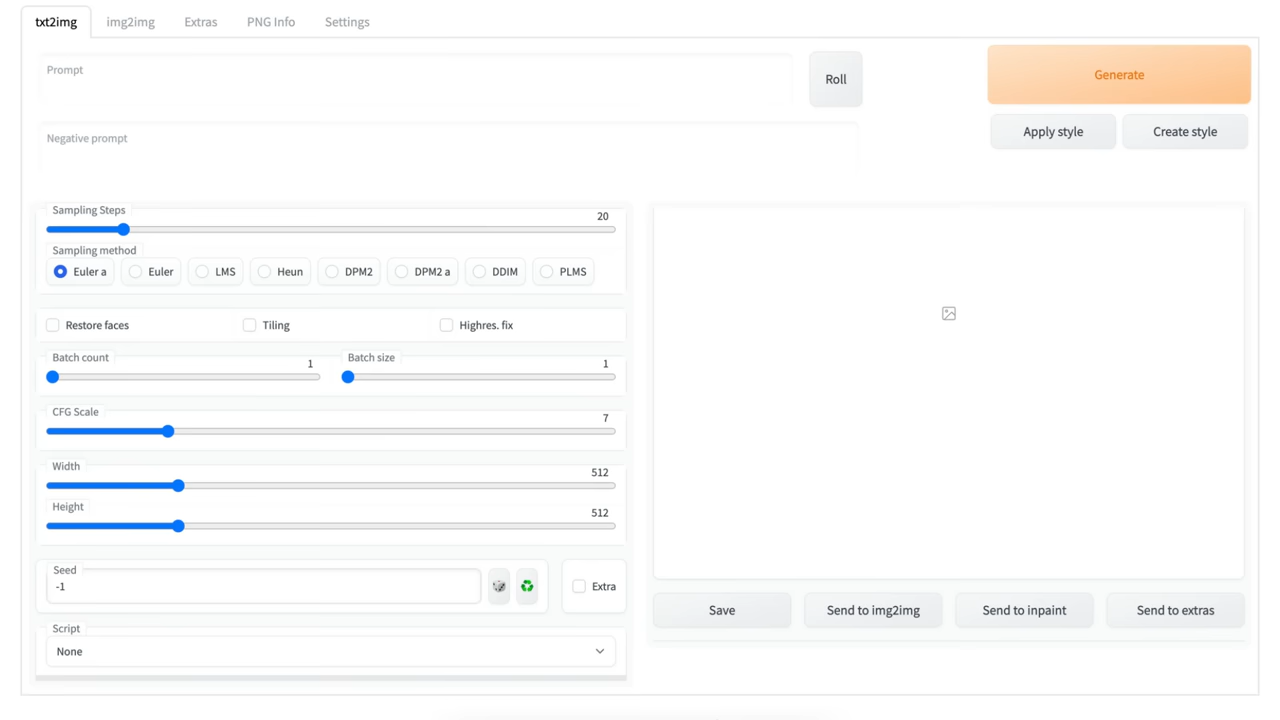 txt2img img2img Extras PNG Info Settings
Prompt
Roll
Generate
Negative prompt
Apply style Create style
Sampling Steps
20
Sampling method
Euler a Euler LMS Heun DPM2 DPM2 a DDIM PLMS
Restore faces Tiling Highres. fix
Batch count 1 Batch size 1
CFG Scale
7
Width
512
Height
512
Seed
-1
Extra
Script
None
Save Send to img2img Send to inpaint Send to extras